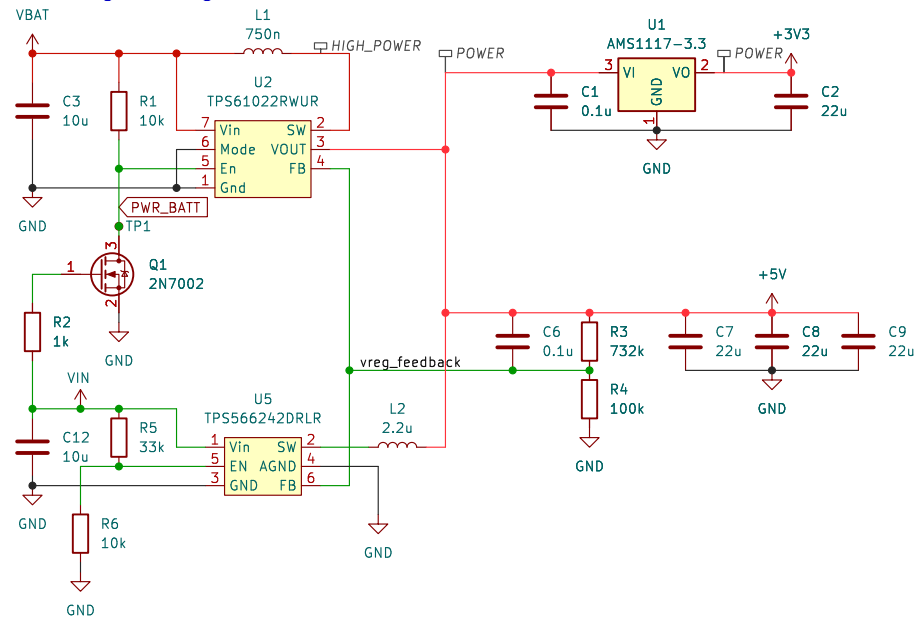 VBAT
L1
750n
HIGH_POWER
POWER
U1
AMS1117-3.3
POWER
+3V3
3 VI VO 2
GND
1
GND
C1
0.1u
C2
22u
C3
10u
R1
10k
U2
TPS61022RWUR
7 Vin SW 2
6 Mode VOUT 3
5 En FB 4
1 Gnd
GND
PWR_BATT
TP1
3
1
2
Q1
2N7002
GND
R2
1k
VIN
+5V
C6
0.1u
R3
732k
C7
22u
C8
22u
C9
22u
vreg_feedback
R4
100k
GND
GND
U5
TPS566242DRLR
L2
2.2u
C12
10u
R5
33k
1 Vin SW 2
5 EN AGND 4
3 GND FB 6
GND
R6
10k
GND
GND